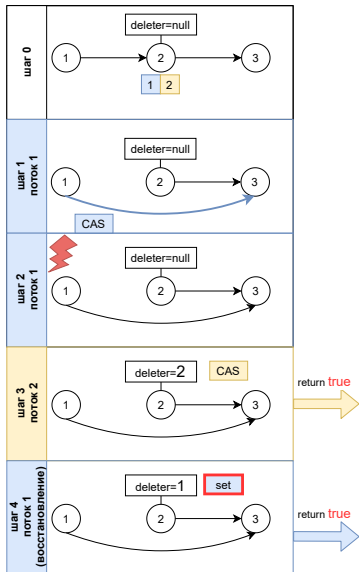 шаг 0
deleter=null
1
2
3
1 2
шаг 1
поток 1
deleter=null
1
2
3
CAS
шаг 2
поток 1
deleter=null
1
2
3
шаг 3
поток 2
deleter=2
CAS
1
2
3
return true
шаг 4
поток 1
(восстановление)
deleter=1
set
1
2
3
return true